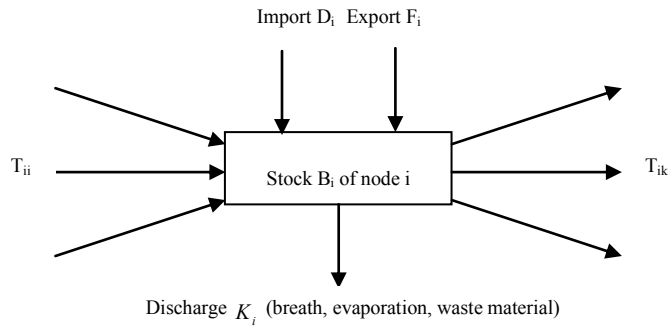 Import Dᵢ Export Fᵢ
Tᵢᵢ
Stock Bᵢ of node i
Tᵢₖ
Discharge Kᵢ (breath, evaporation, waste material)